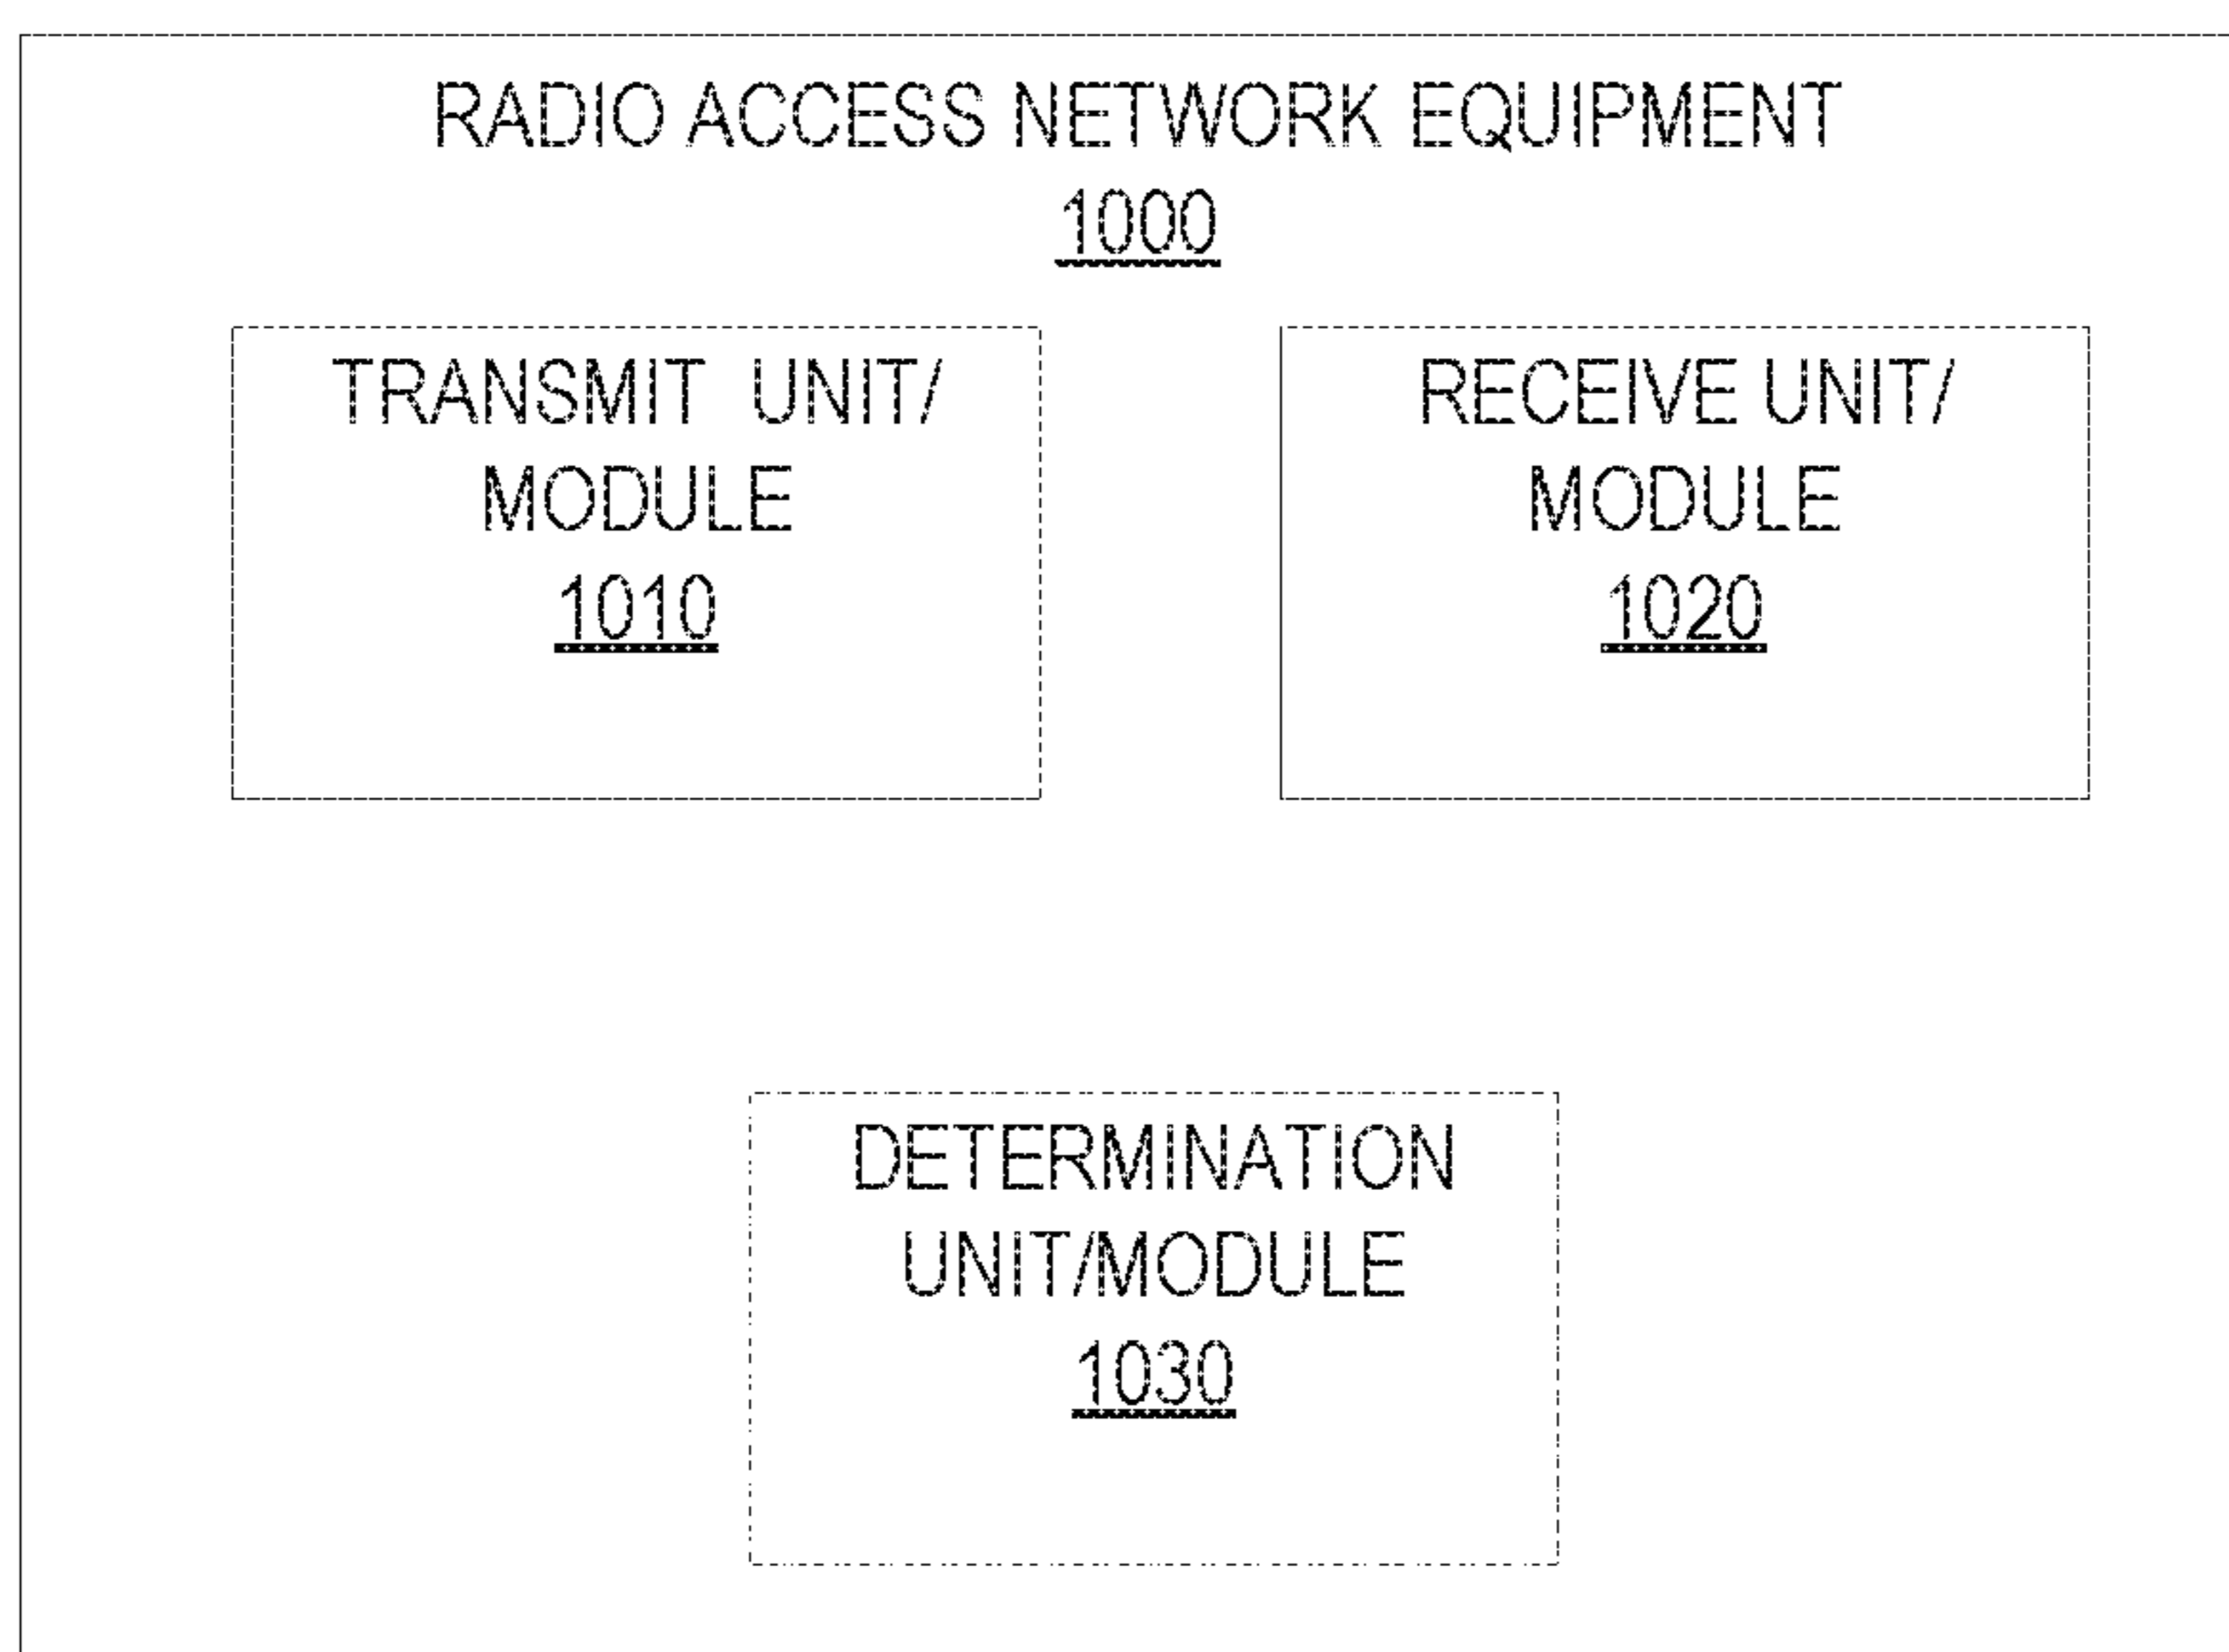 RADIO ACCESS NETWORK EQUIPMENT
1000
TRANSMIT UNIT/
MODULE
1010
RECEIVE UNIT/
MODULE
1020
DETERMINATION
UNIT/MODULE
1030